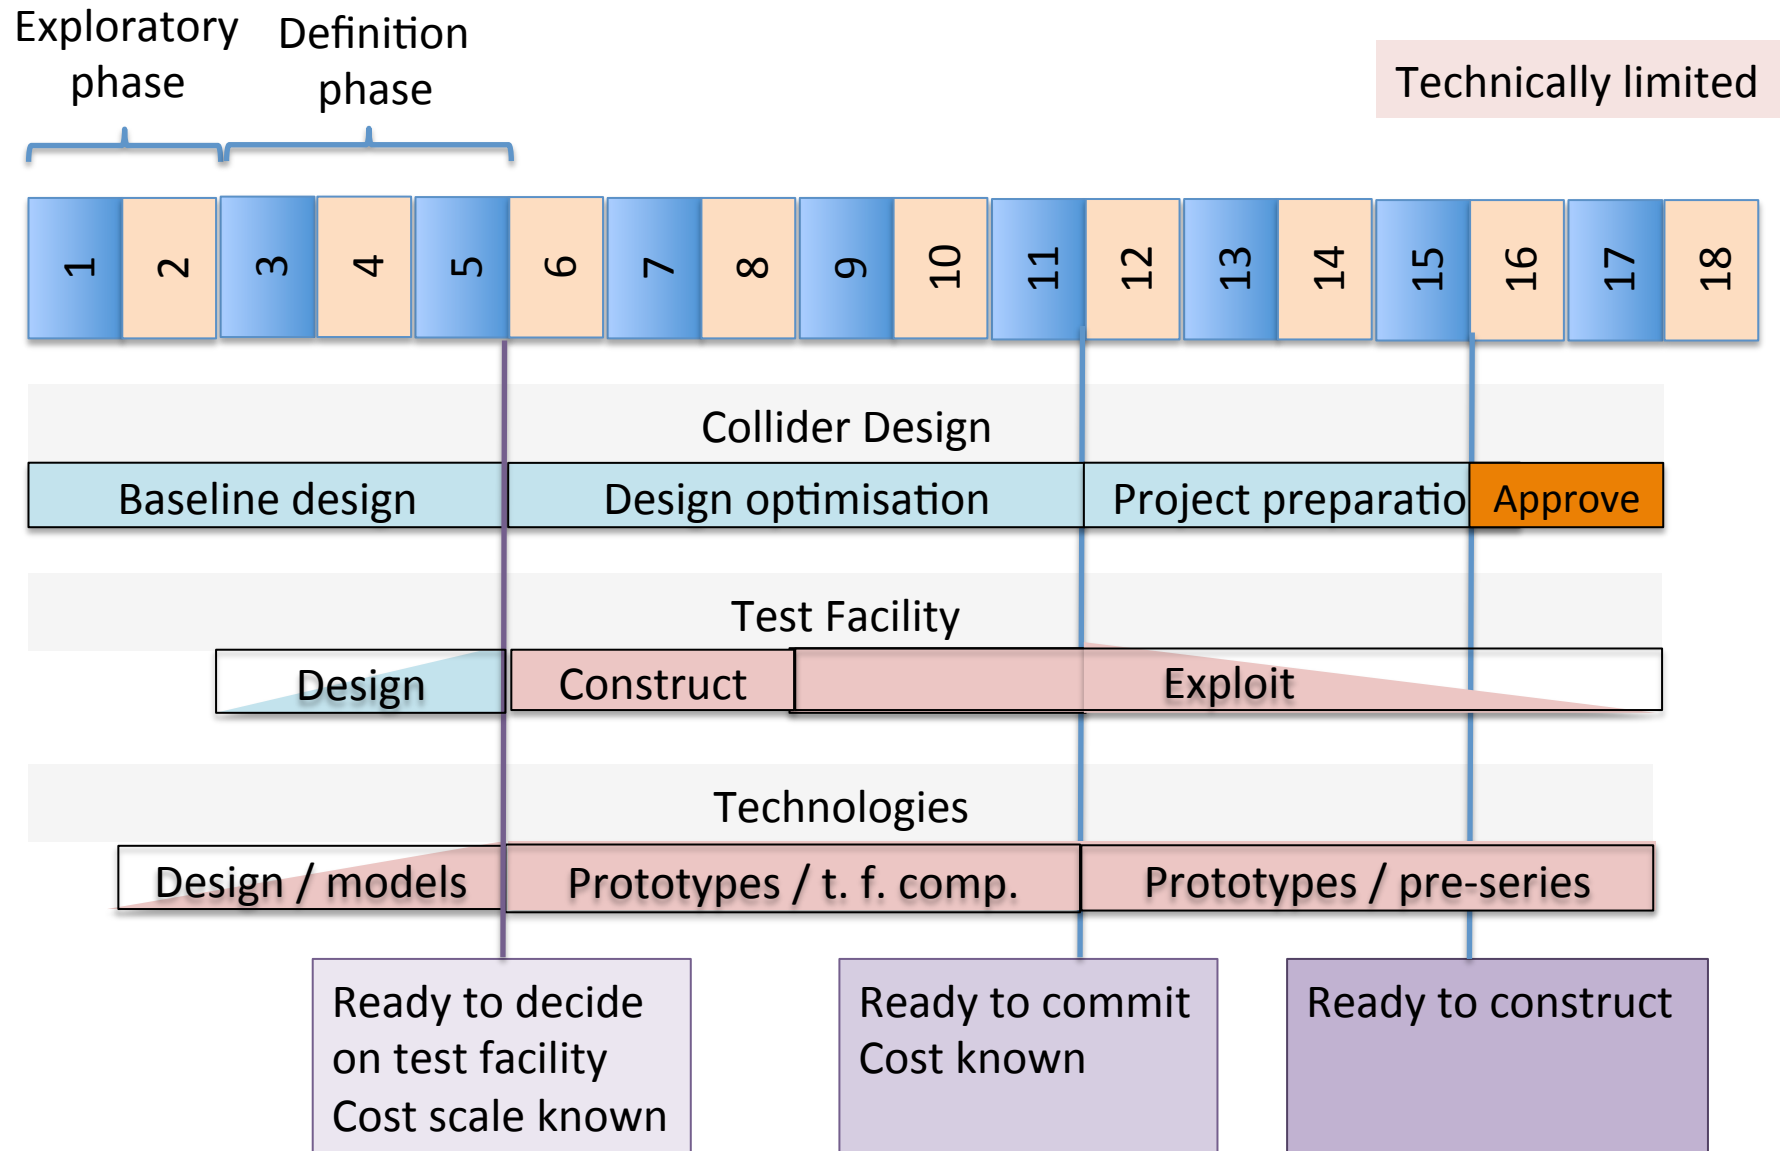 Exploratory
phase
Definition
phase
Technically limited
1 2 3 4 5 6 7 8 9 10 11 12 13 14 15 16 17 18
Collider Design
Baseline design
Design optimisation
Project preparatio
Approve
Test Facility
Design
Construct
Exploit
Technologies
Design / models
Prototypes / t. f. comp.
Prototypes / pre-series
Ready to decide
on test facility
Cost scale known
Ready to commit
Cost known
Ready to construct